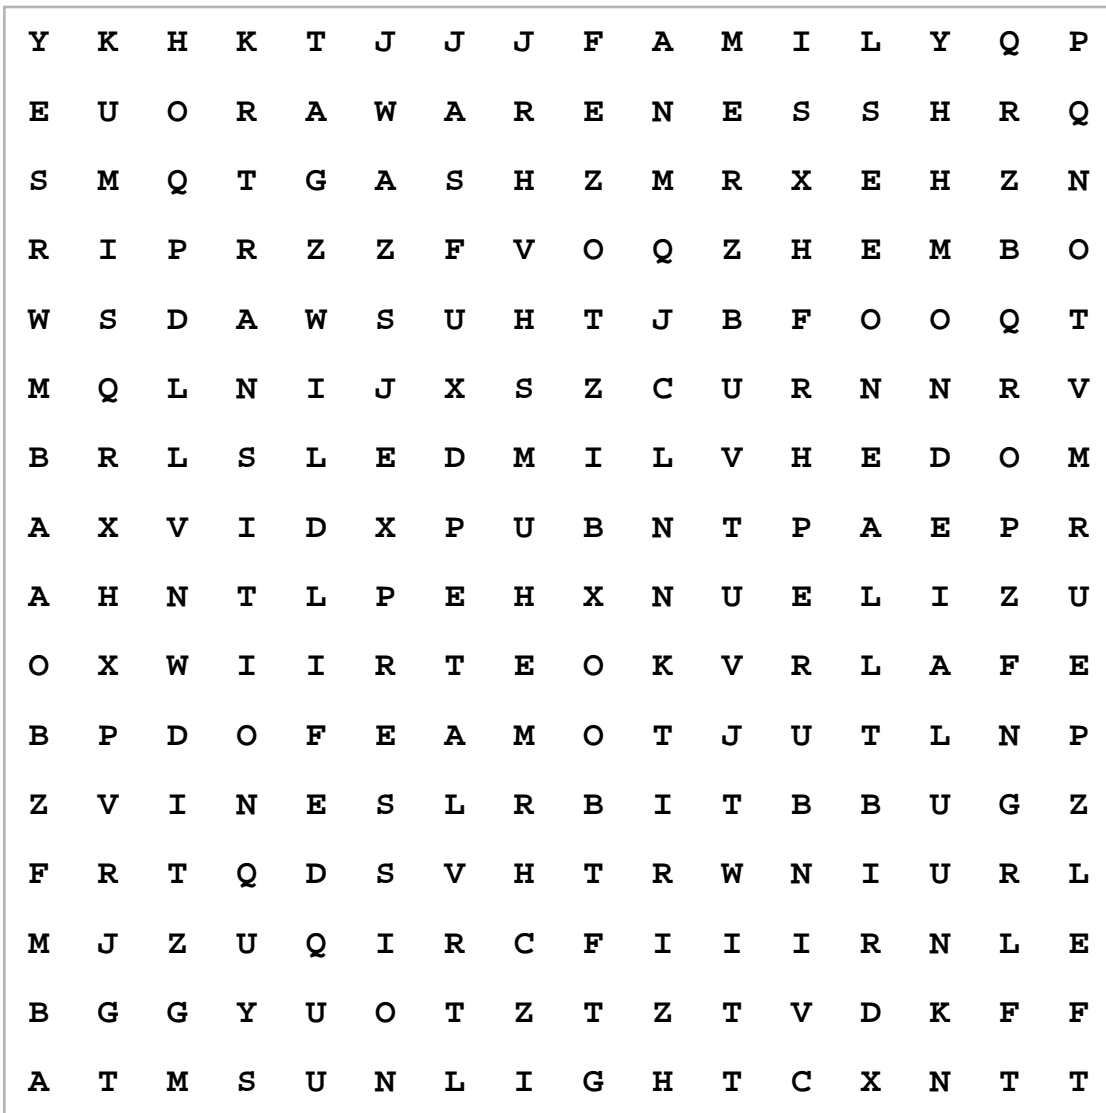 Y K H K T J J J F A M I L Y Q P
E U O R A W A R E N E S S H R Q
S M Q T G A S H Z M R X E H Z N
R I P R Z Z F V O Q Z H E M B O
W S D A W S U H T J B F O O Q T
M Q L N I J X S Z C U R N N R V
B R L S L E D M I L V H E D O M
A X V I D X P U B N T P A E P R
A H N T L P E H X N U E L I Z U
O X W I I R T E O K V R L A F E
B P D O F E A M O T J U T L N P
Z V I N E S L R B I T B B U G Z
F R T Q D S V H T R W N I U R L
M J Z U Q I R C F I I I R N L E
B G G Y U O T Z T Z T V D K F F
A T M S U N L I G H T C X N T T